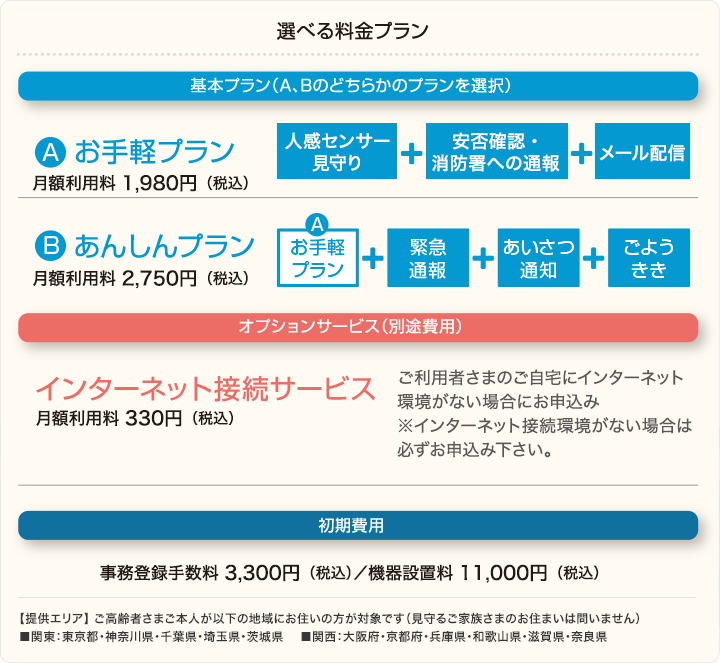 選べる料金プラン
基本プラン(A、Bのどちらかのプランを選択)
A お手軽プラン
月額利用料 1,980円(税込)
人感センサー
見守り
+
安否確認・
消防署への通報
+
メール配信
B あんしんプラン
月額利用料 2,750円(税込)
A
お手軽
プラン
+
緊急
通報
+
あいさつ
通知
+
ごよう
きき
オプションサービス(別途費用)
インターネット接続サービス
月額利用料 330円(税込)
ご利用者さまのご自宅にインターネット
環境がない場合にお申込み
※インターネット接続環境がない場合は
必ずお申込み下さい。
初期費用
事務登録手数料 3,300円(税込)/機器設置料 11,000円(税込)
【提供エリア】ご高齢者さまご本人が以下の地域にお住いの方が対象です(見守るご家族さまのお住まいは問いません)
■関東:東京都・神奈川県・千葉県・埼玉県・茨城県 ■関西:大阪府・京都府・兵庫県・和歌山県・滋賀県・奈良県